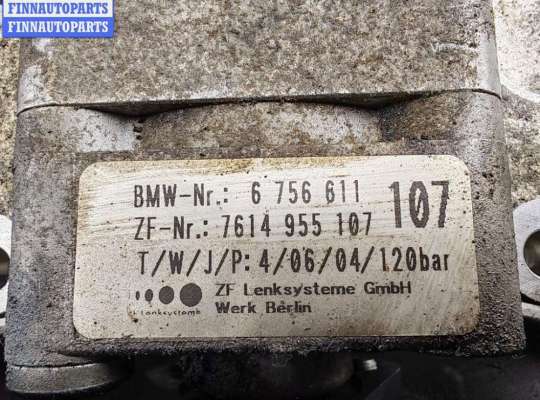 FINNAUTOPARTS
FINNAUTOPARTS
BMW-Nr.: 6 756 611
107
ZF-Nr.: 7614 955 107
T/W/J/P: 4/06/04/120bar
ZF Lenksysteme GmbH
Lenksysteme
Werk Berlin